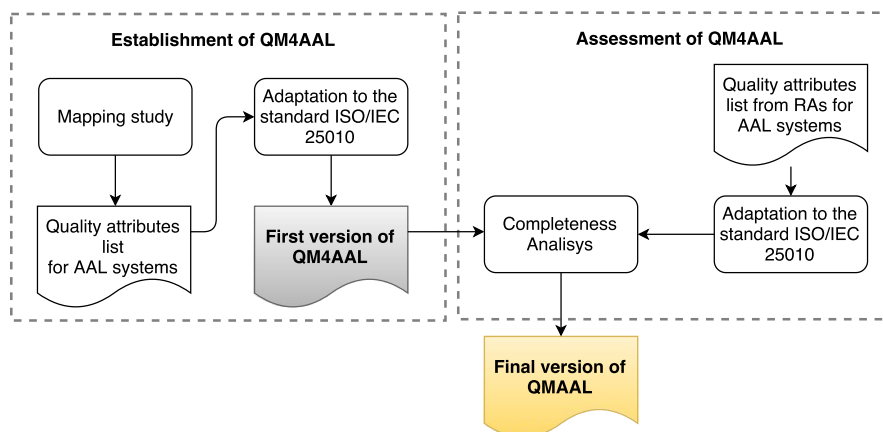 Establishment of QM4AAL
Mapping study
Adaptation to the
standard ISO/IEC
25010
Quality attributes
list
for AAL systems
First version of
QM4AAL
Assessment of QM4AAL
Quality attributes
list from RAs for
AAL systems
Completeness
Analisys
Adaptation to the
standard ISO/IEC
25010
Final version of
QMAAL